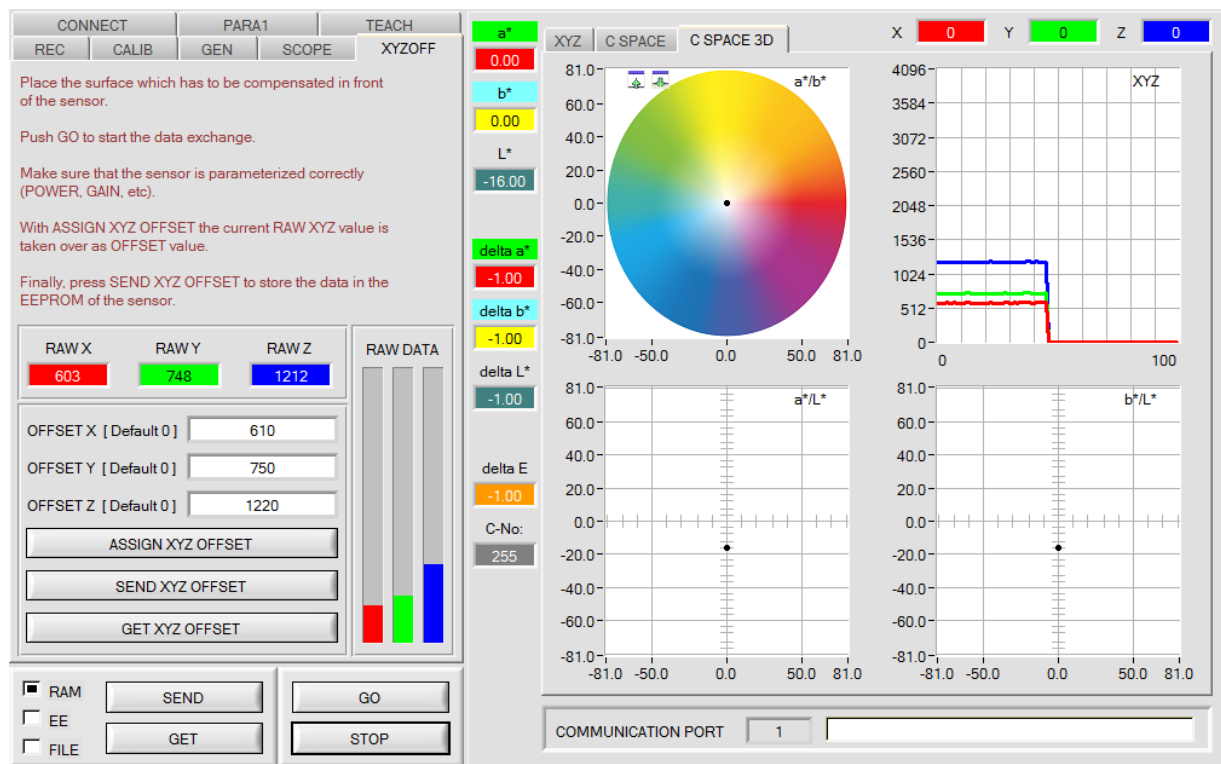 CONNECT PARA1 TEACH
REC CALIB GEN SCOPE XYZOFF
Place the surface which has to be compensated in front
of the sensor.
Push GO to start the data exchange.
Make sure that the sensor is parameterized correctly
(POWER, GAIN, etc).
With ASSIGN XYZ OFFSET the current RAW XYZ value is
taken over as OFFSET value.
Finally, press SEND XYZ OFFSET to store the data in the
EEPROM of the sensor.
RAW X RAW Y RAW Z
603 748 1212
RAW DATA
OFFSET X [ Default 0 ] 610
OFFSET Y [ Default 0 ] 750
OFFSET Z [ Default 0 ] 1220
ASSIGN XYZ OFFSET
SEND XYZ OFFSET
GET XYZ OFFSET
RAM
EE
FILE
SEND
GET
GO
STOP
a*
0.00
b*
0.00
L*
-16.00
delta a*
-1.00
delta b*
-1.00
delta L*
-1.00
delta E
-1.00
C-No:
255
XYZ C SPACE C SPACE 3D
X 0 Y 0 Z 0
a*/b*
81.0
60.0
40.0
20.0
0.0
-20.0
-40.0
-60.0
-81.0
-81.0 -50.0 0.0 50.0 81.0
XYZ
4096
3584
3072
2560
2048
1536
1024
512
0
0 100
a*/L*
81.0
60.0
40.0
20.0
0.0
-20.0
-40.0
-60.0
-81.0
-81.0 -50.0 0.0 50.0 81.0
b*/L*
81.0
60.0
40.0
20.0
0.0
-20.0
-40.0
-60.0
-81.0
-81.0 -50.0 0.0 50.0 81.0
COMMUNICATION PORT 1